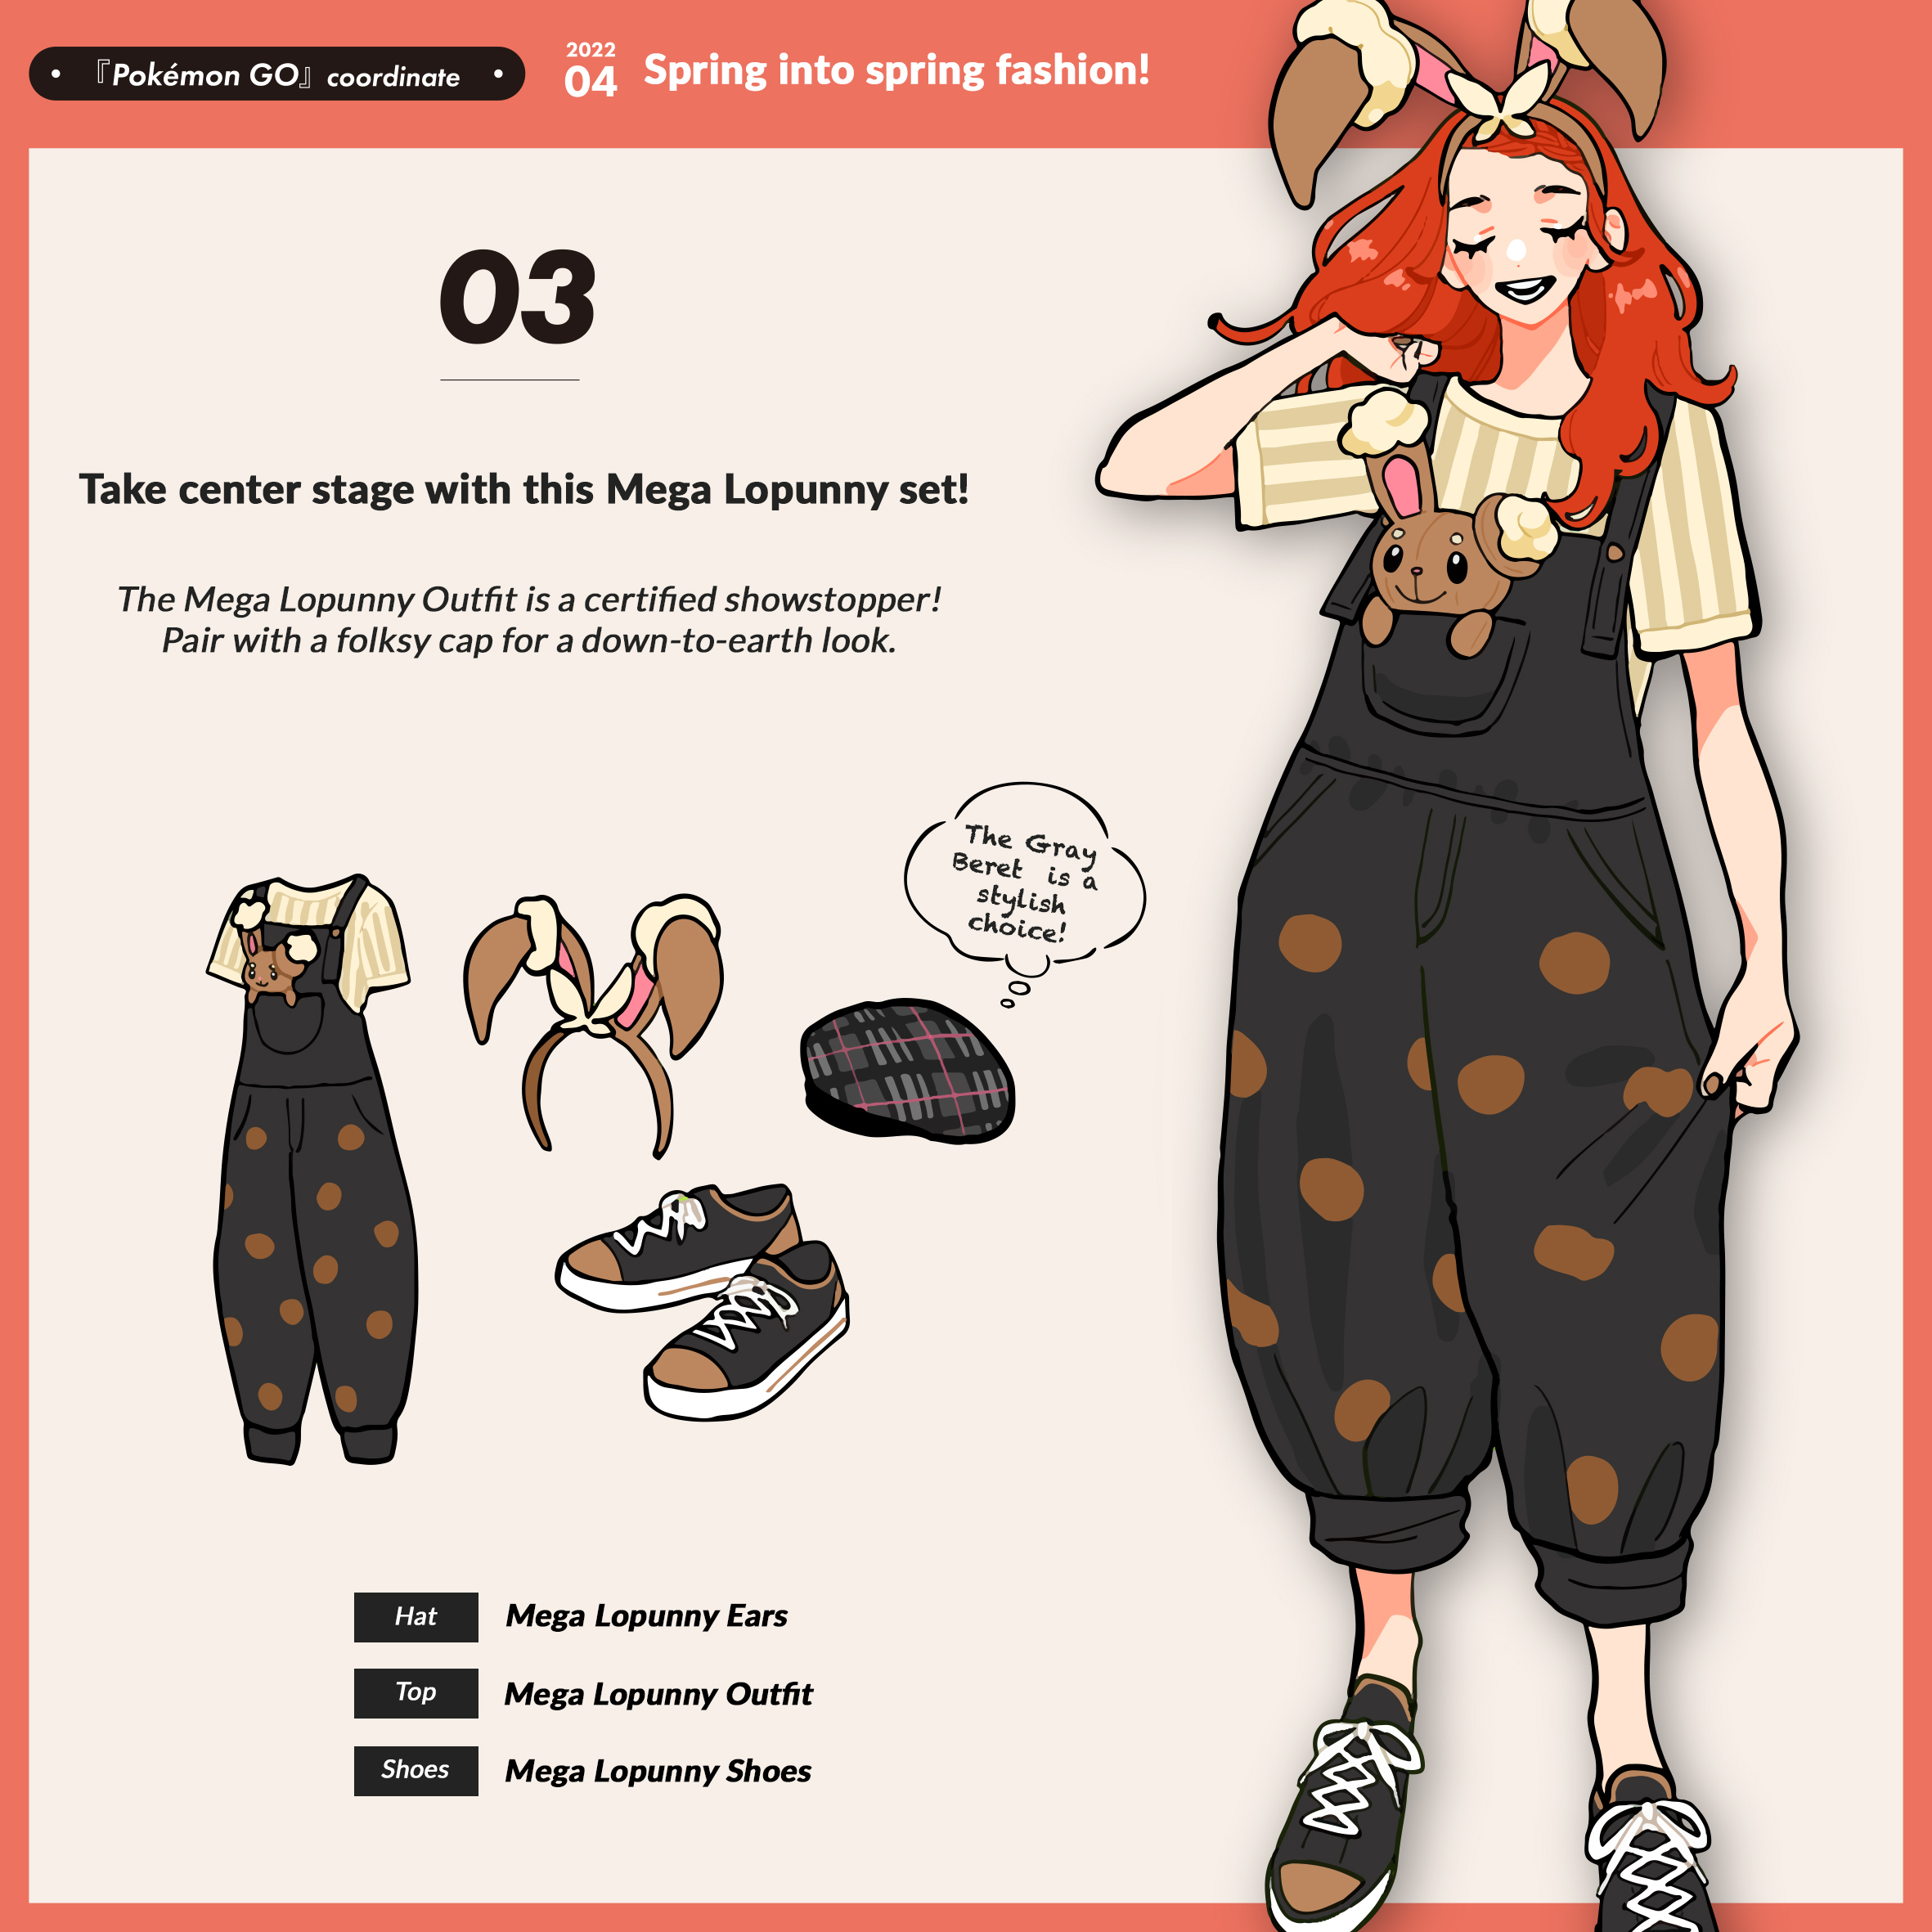 『Pokémon GO』 coordinate
2022
04
Spring into spring fashion!
03
Take center stage with this Mega Lopunny set!
The Mega Lopunny Outfit is a certified showstopper!
Pair with a folksy cap for a down-to-earth look.
The Gray
Beret is a
stylish
choice!
Hat Mega Lopunny Ears
Top Mega Lopunny Outfit
Shoes Mega Lopunny Shoes